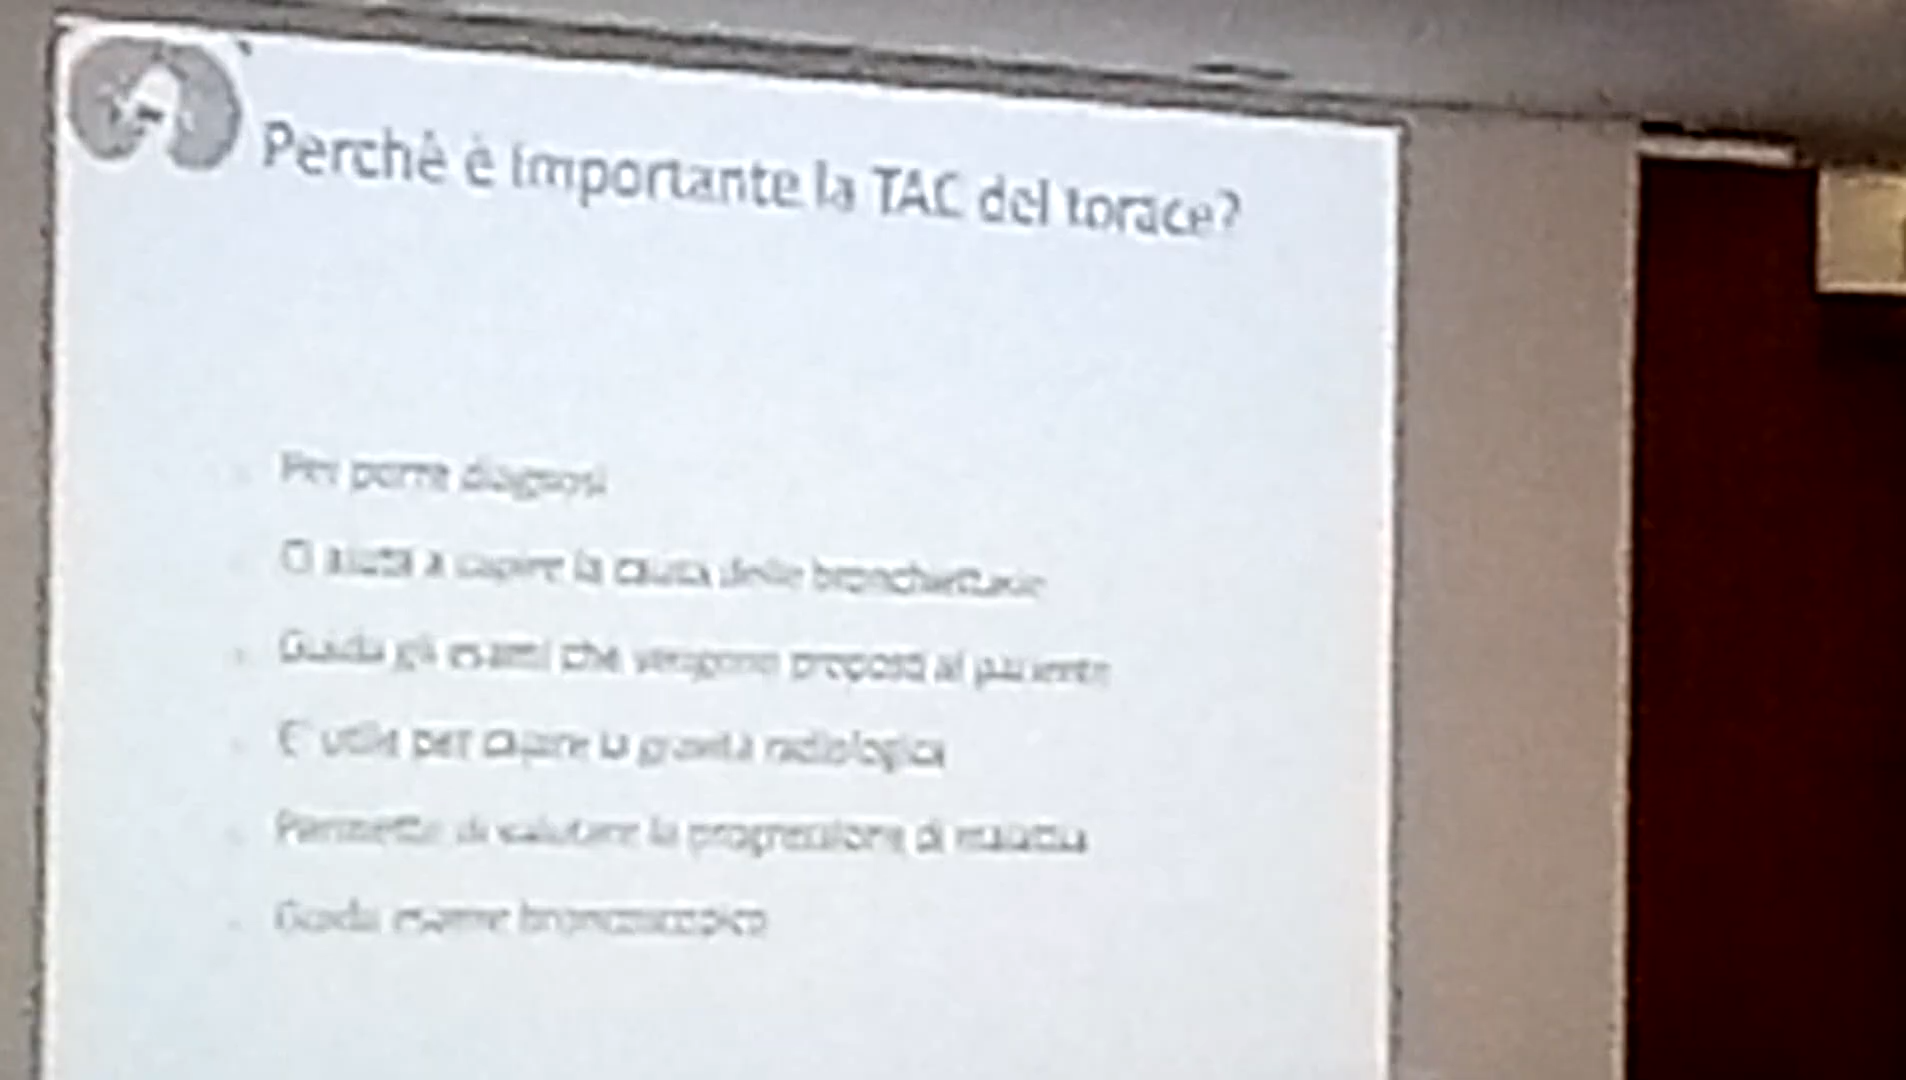 Perchè è importante la TAC del torace?
Per porre diagnosi
Ci aiuta a capire la causa delle bronchiettasie
Guida gli esami che vengono proposti al paziente
E' utile per capire la gravità radiologica
Permette di valutare la progressione di malattia
Guida esame broncoscopico